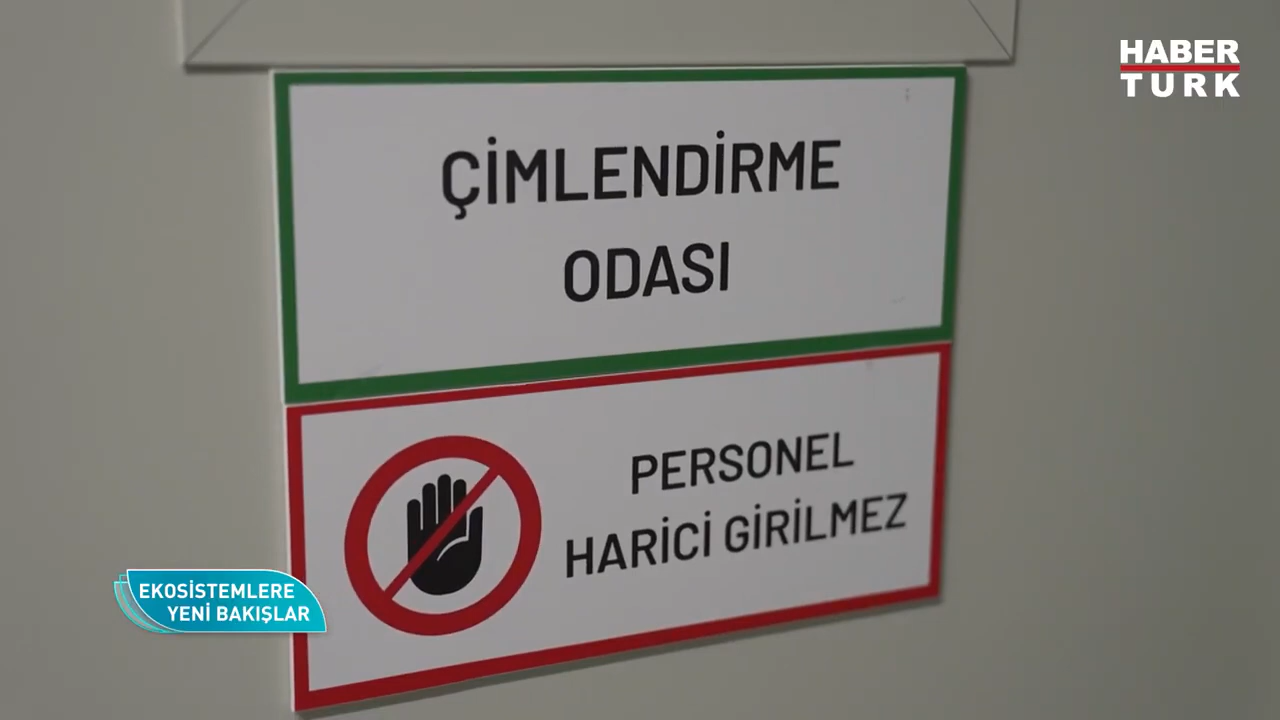 HABER
TURK
ÇİMLENDİRME
ODASI
PERSONEL
HARİCİ GİRİLMEZ
EKOSİSTEMLERE
YENİ BAKIŞLAR